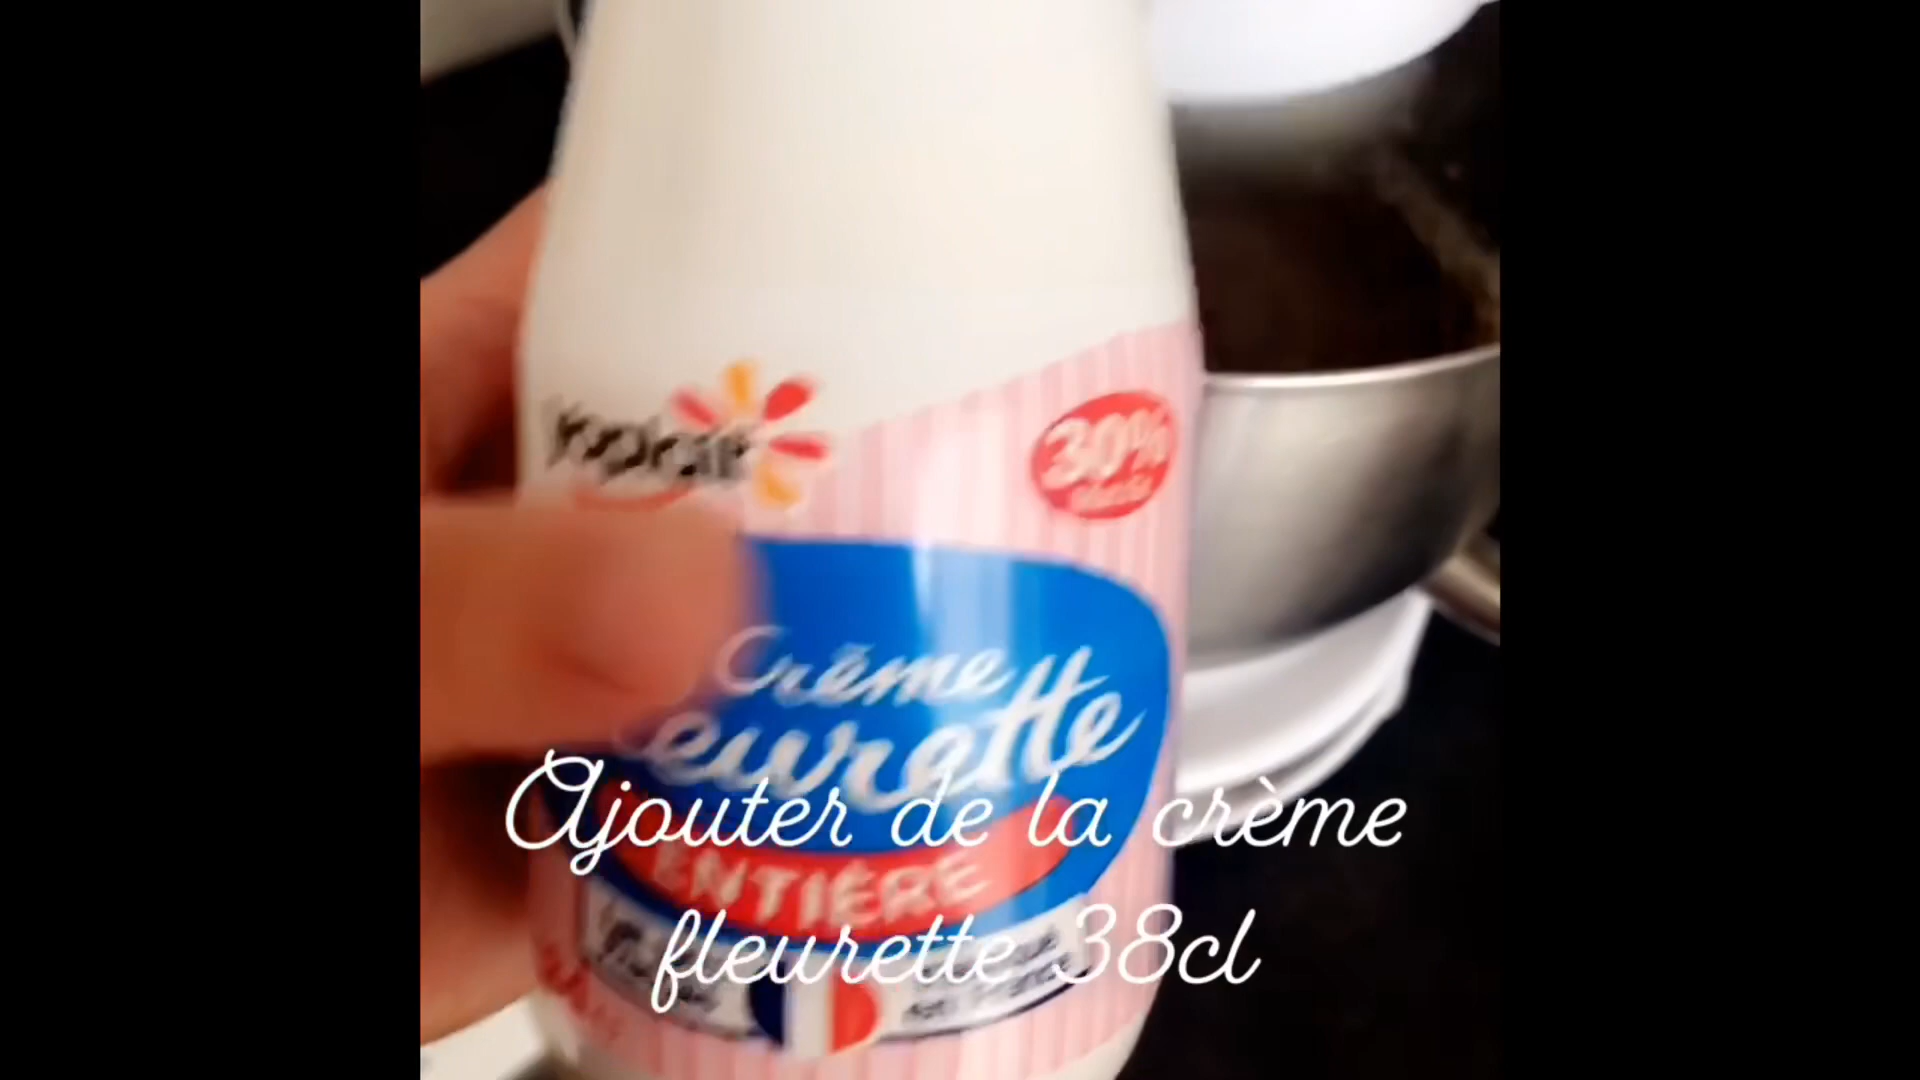 Yoplait
30%
Crème
fleurette
ENTIÈRE
Ajouter de la crème
fleurette 38cl